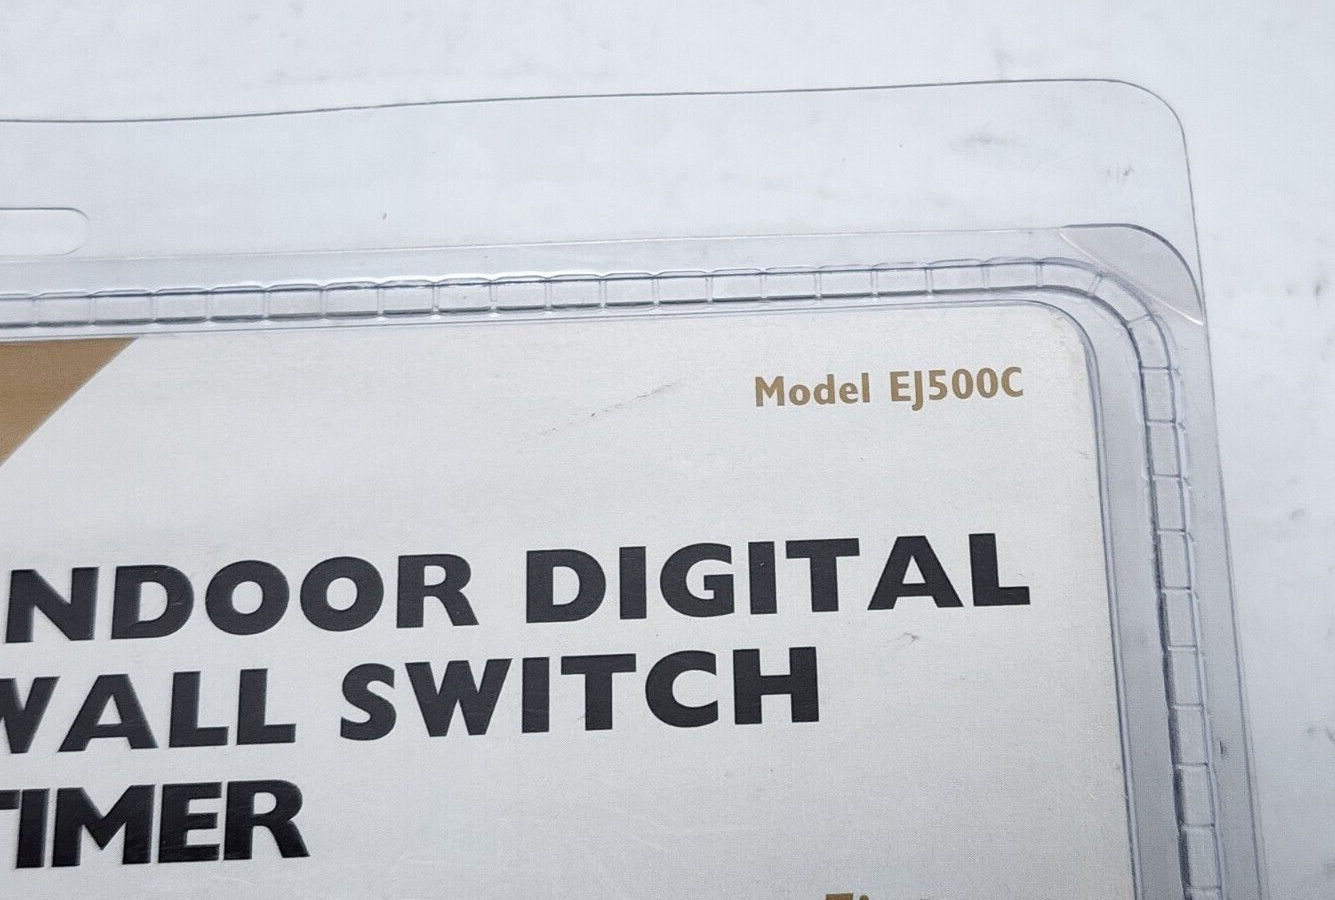 Model EJ500C
NDOOR DIGITAL
WALL SWITCH
TIMER